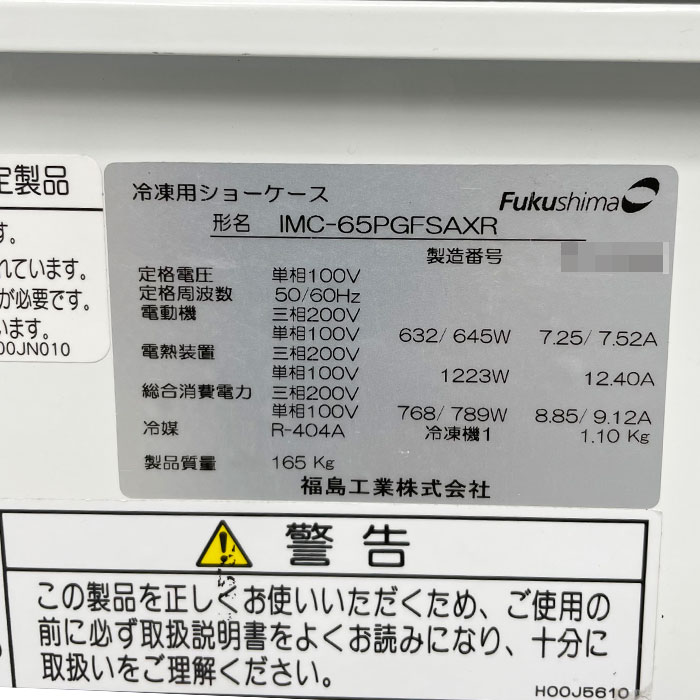 定製品
す。
れています。
が必要です。
います。
00JN010
冷凍用ショーケース
Fukushima
形名 IMC-65PGFSAXR
製造番号
定格電圧 単相100V
定格周波数 50/60Hz
電動機 三相200V
単相100V 632/ 645W 7.25/ 7.52A
電熱装置 三相200V
単相100V 1223W 12.40A
総合消費電力 三相200V
単相100V 768/ 789W 8.85/ 9.12A
冷媒 R-404A 冷凍機1 1.10 Kg
製品質量 165 Kg
福島工業株式会社
警告
この製品を正しくお使いいただくため、ご使用の
前に必ず取扱説明書をよくお読みになり、十分に
取扱いをご理解ください。
H00J5610